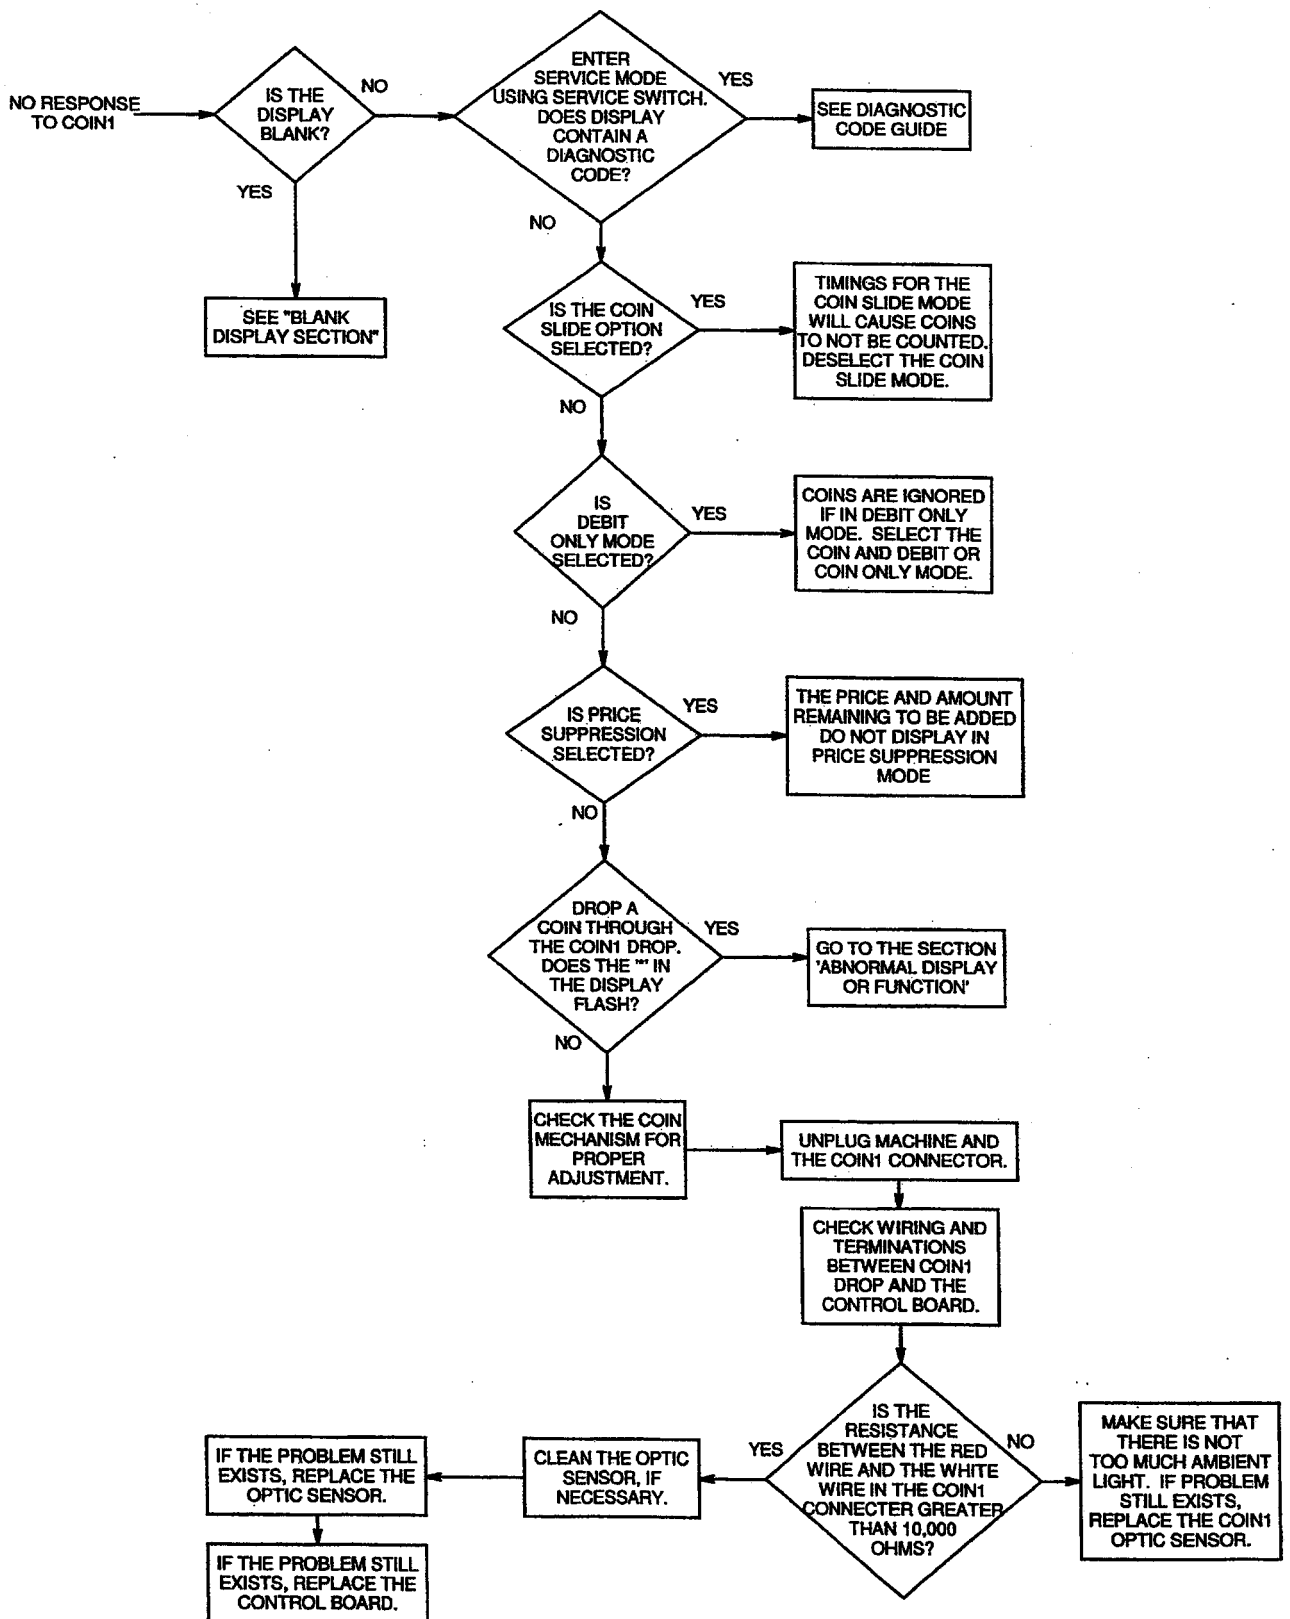 NO RESPONSE
TO COIN1
IS THE
DISPLAY
BLANK?
NO
YES
SEE "BLANK
DISPLAY SECTION"
ENTER
SERVICE MODE
USING SERVICE SWITCH.
DOES DISPLAY
CONTAIN A
DIAGNOSTIC
CODE?
YES
SEE DIAGNOSTIC
CODE GUIDE
NO
IS THE COIN
SLIDE OPTION
SELECTED?
YES
TIMINGS FOR THE
COIN SLIDE MODE
WILL CAUSE COINS
TO NOT BE COUNTED.
DESELECT THE COIN
SLIDE MODE.
NO
IS
DEBIT
ONLY MODE
SELECTED?
YES
COINS ARE IGNORED
IF IN DEBIT ONLY
MODE. SELECT THE
COIN AND DEBIT OR
COIN ONLY MODE.
NO
IS PRICE
SUPPRESSION
SELECTED?
YES
THE PRICE AND AMOUNT
REMAINING TO BE ADDED
DO NOT DISPLAY IN
PRICE SUPPRESSION
MODE
NO
DROP A
COIN THROUGH
THE COIN1 DROP.
DOES THE "" IN
THE DISPLAY
FLASH?
YES
GO TO THE SECTION
'ABNORMAL DISPLAY
OR FUNCTION'
NO
CHECK THE COIN
MECHANISM FOR
PROPER
ADJUSTMENT.
UNPLUG MACHINE AND
THE COIN1 CONNECTOR.
CHECK WIRING AND
TERMINATIONS
BETWEEN COIN1
DROP AND THE
CONTROL BOARD.
IS THE
RESISTANCE
BETWEEN THE RED
WIRE AND THE WHITE
WIRE IN THE COIN1
CONNECTER GREATER
THAN 10,000
OHMS?
NO
MAKE SURE THAT
THERE IS NOT
TOO MUCH AMBIENT
LIGHT. IF PROBLEM
STILL EXISTS,
REPLACE THE COIN1
OPTIC SENSOR.
YES
CLEAN THE OPTIC
SENSOR, IF
NECESSARY.
IF THE PROBLEM STILL
EXISTS, REPLACE THE
OPTIC SENSOR.
IF THE PROBLEM STILL
EXISTS, REPLACE THE
CONTROL BOARD.